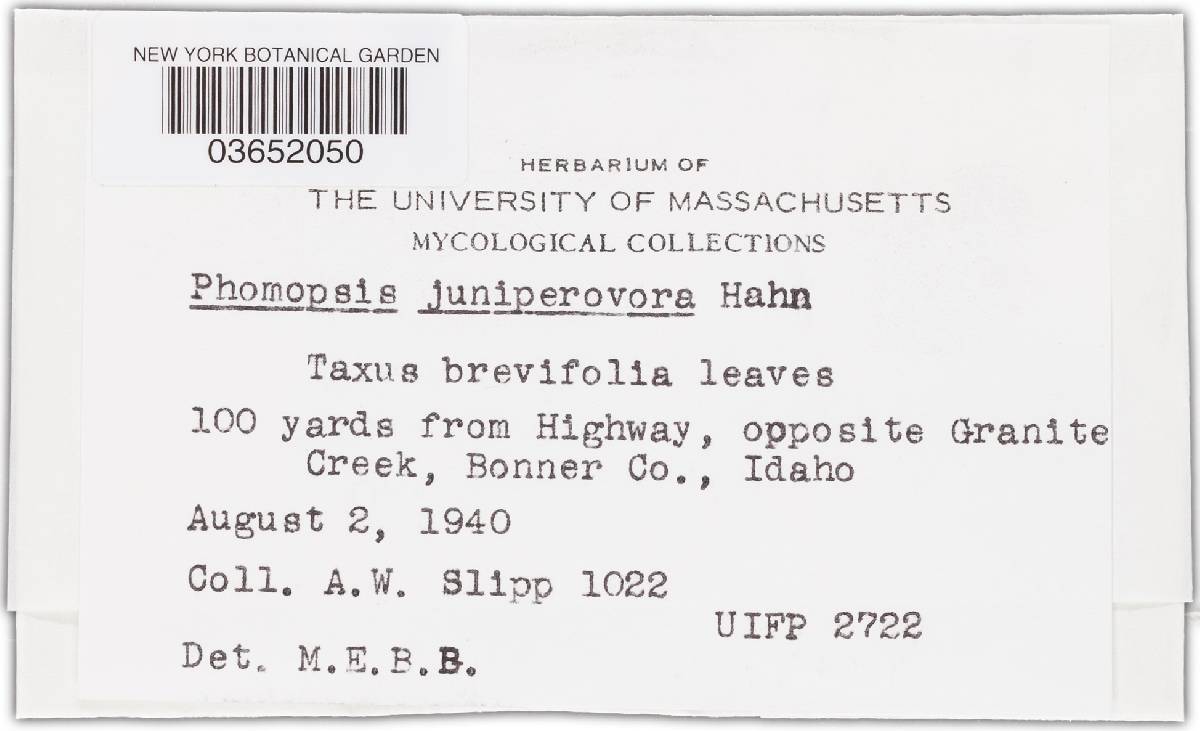 NEW YORK BOTANICAL GARDEN
03652050
HERBARIUM OF
THE UNIVERSITY OF MASSACHUSETTS
MYCOLOGICAL COLLECTIONS
Phomopsis juniperovora Hahn
Taxus brevifolia leaves
100 yards from Highway, opposite Granite
Creek, Bonner Co., Idaho
August 2, 1940
Coll. A.W. Slipp 1022
UIFP 2722
Det. M.E.B.B.